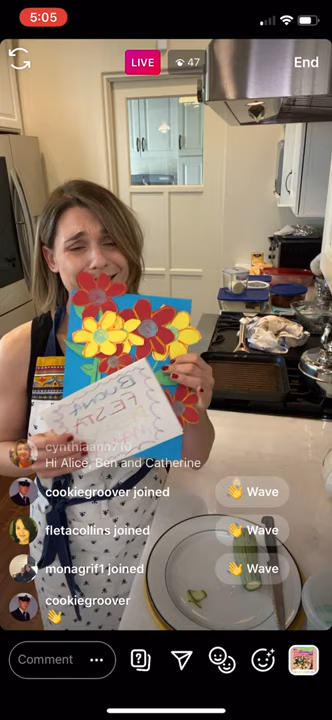 5:05
LIVE
47
End
cynthiaann710
Hi Alice, Ben and Catherine
cookiegroover joined
Wave
fletacollins joined
Wave
monagrif1 joined
Wave
cookiegroover
👋
Comment